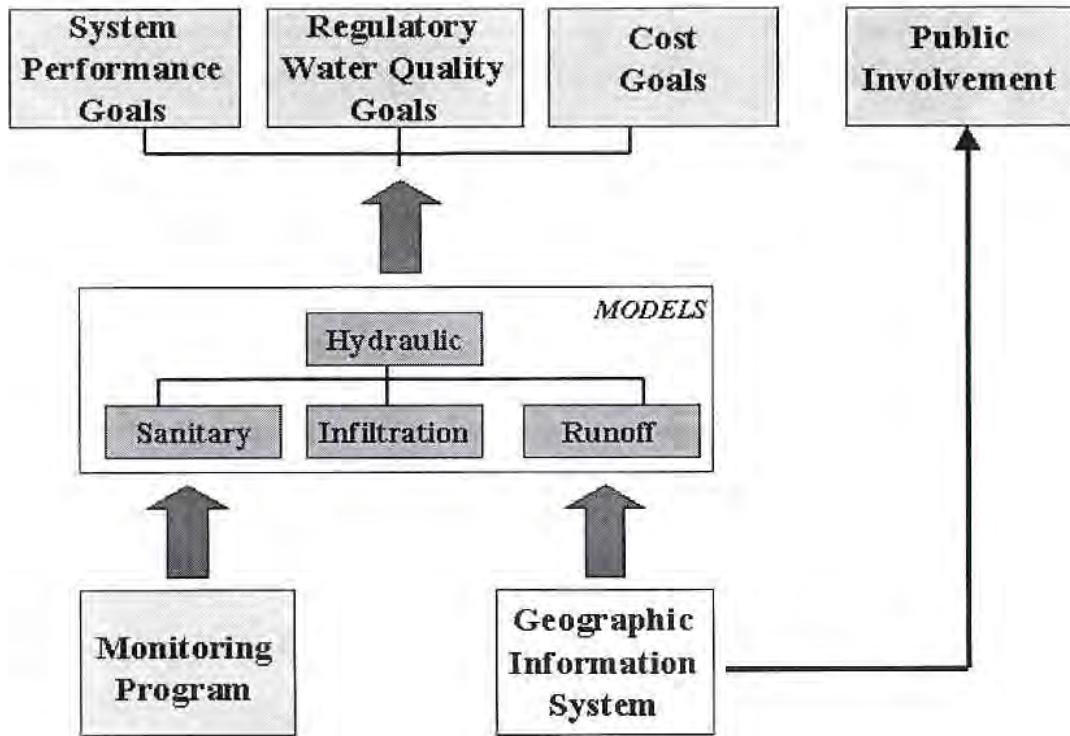 System
Performance
Goals
Regulatory
Water Quality
Goals
Cost
Goals
Public
Involvement
MODELS
Hydraulic
Sanitary
Infiltration
Runoff
Monitoring
Program
Geographic
Information
System